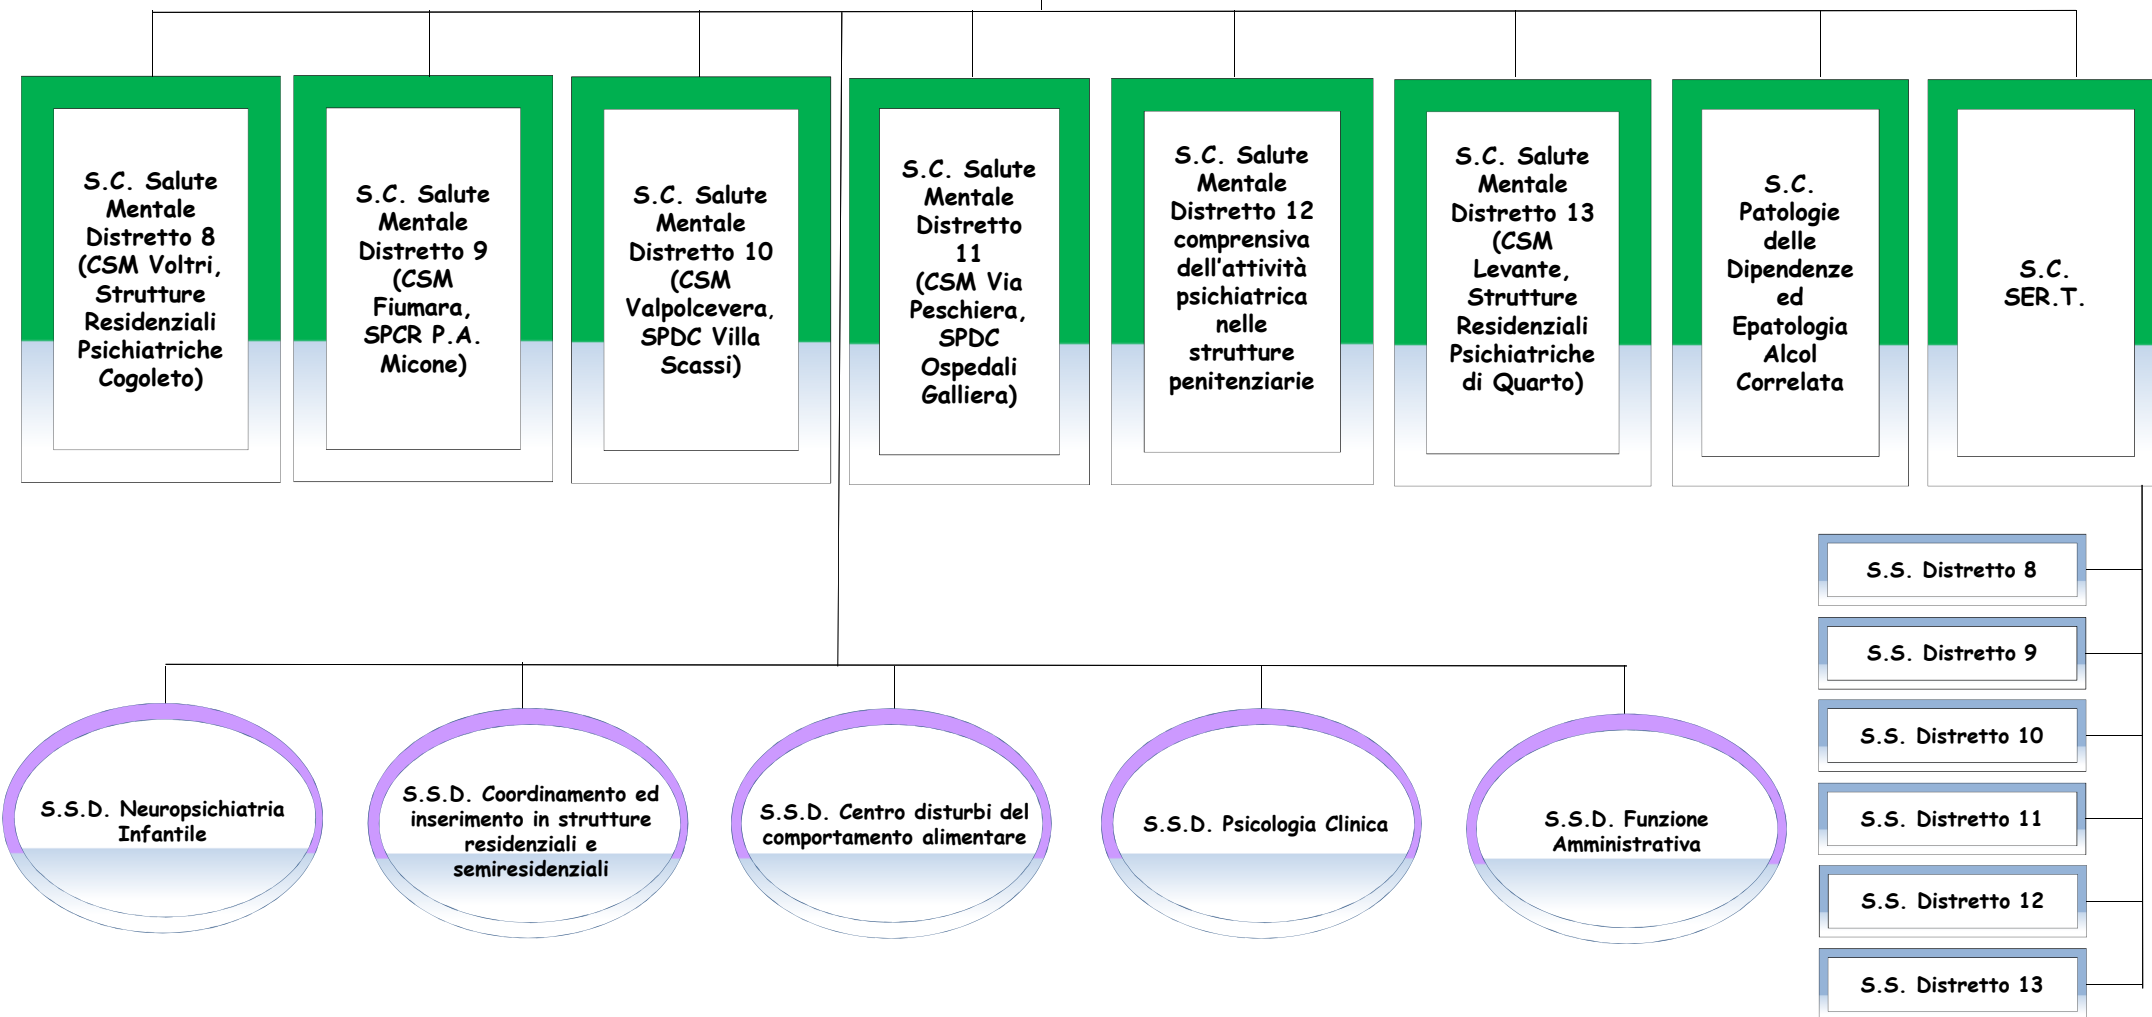 S.C. Salute
Mentale
Distretto 8
(CSM Voltri,
Strutture
Residenziali
Psichiatriche
Cogoleto)
S.C. Salute
Mentale
Distretto 9
(CSM
Fiumara,
SPCR P.A.
Micone)
S.C. Salute
Mentale
Distretto 10
(CSM
Valpolcevera,
SPDC Villa
Scassi)
S.C. Salute
Mentale
Distretto
11
(CSM Via
Peschiera,
SPDC
Ospedali
Galliera)
S.C. Salute
Mentale
Distretto 12
comprensiva
dell'attività
psichiatrica
nelle
strutture
penitenziarie
S.C. Salute
Mentale
Distretto 13
(CSM
Levante,
Strutture
Residenziali
Psichiatriche
di Quarto)
S.C.
Patologie
delle
Dipendenze
ed
Epatologia
Alcol
Correlata
S.C.
SER.T.
S.S. Distretto 8
S.S. Distretto 9
S.S. Distretto 10
S.S. Distretto 11
S.S. Distretto 12
S.S. Distretto 13
S.S.D. Neuropsichiatria
Infantile
S.S.D. Coordinamento ed
inserimento in strutture
residenziali e
semiresidenziali
S.S.D. Centro disturbi del
comportamento alimentare
S.S.D. Psicologia Clinica
S.S.D. Funzione
Amministrativa